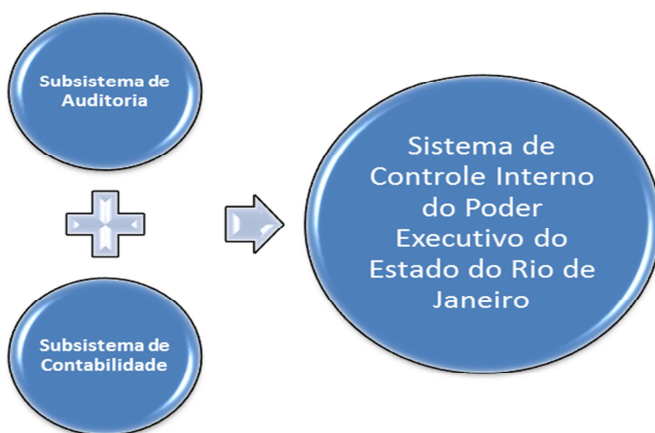 Subsistema de
Auditoria
Subsistema de
Contabilidade
Sistema de
Controle Interno
do Poder
Executivo do
Estado do Rio de
Janeiro